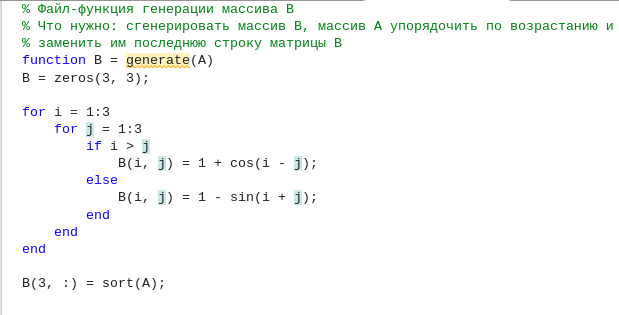 % Файл-функция генерации массива B
% Что нужно: сгенерировать массив B, массив A упорядочить по возрастанию и
% заменить им последнюю строку матрицы B
function B = generate(A)
B = zeros(3, 3);
for i = 1:3
for j = 1:3
if i > j
B(i, j) = 1 + cos(i - j);
else
B(i, j) = 1 - sin(i + j);
end
end
end
B(3, :) = sort(A);